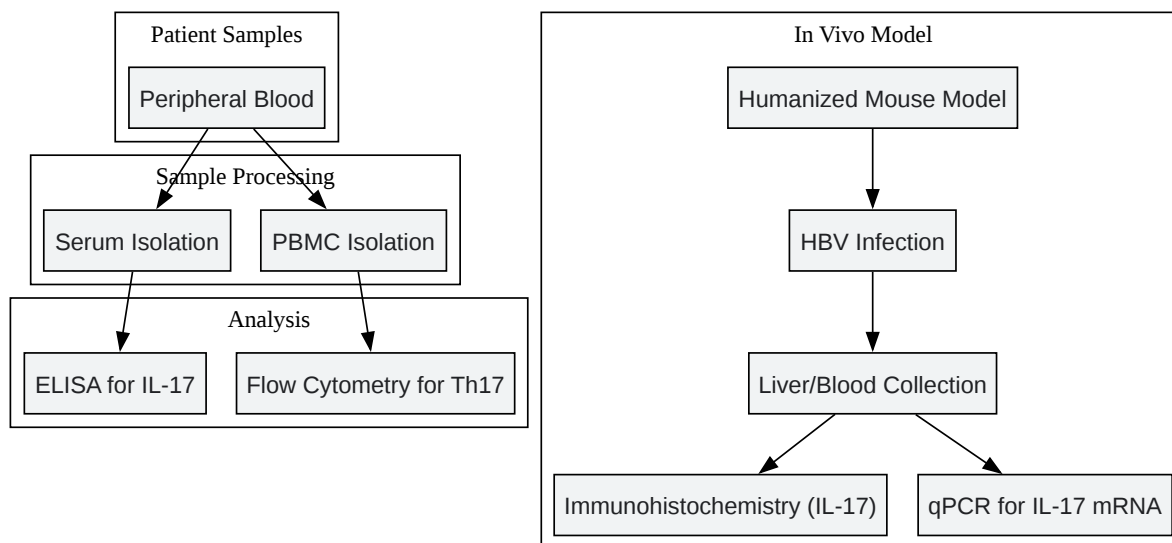 Patient Samples
Peripheral Blood
Sample Processing
Serum Isolation
PBMC Isolation
Analysis
ELISA for IL-17
Flow Cytometry for Th17
In Vivo Model
Humanized Mouse Model
HBV Infection
Liver/Blood Collection
Immunohistochemistry (IL-17)
qPCR for IL-17 mRNA